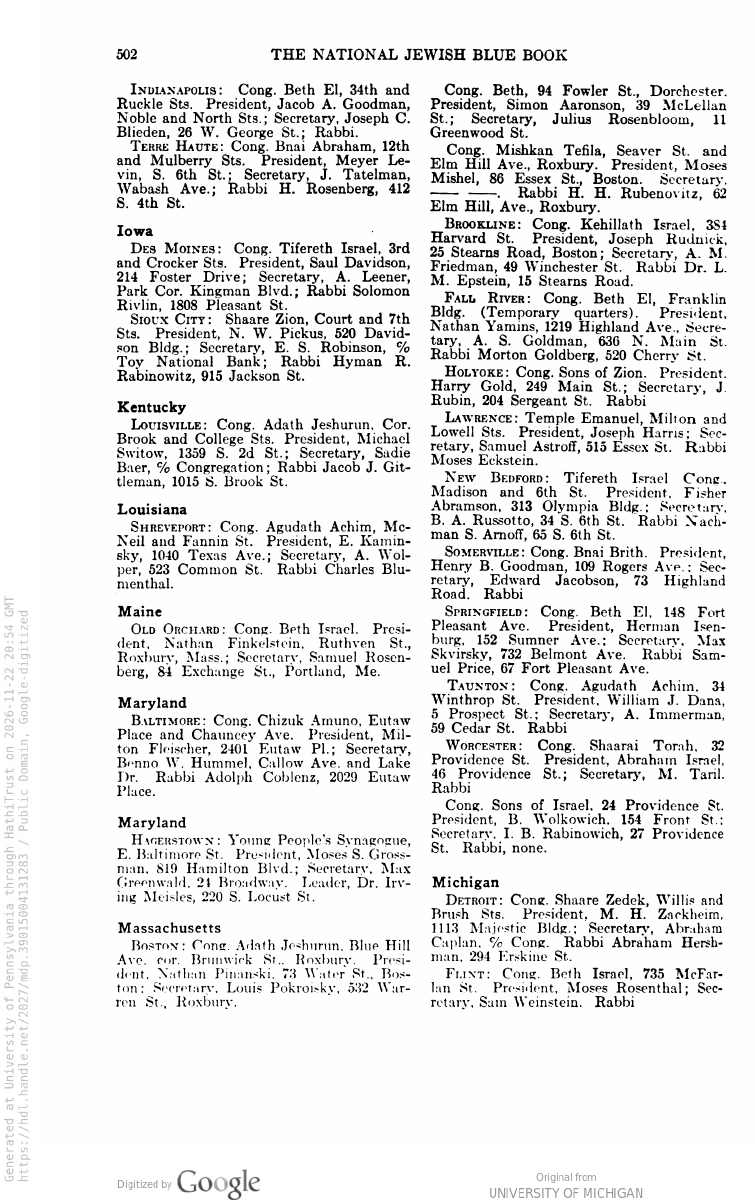 502
THE NATIONAL JEWISH BLUE BOOK
INDIANAPOLIS: Cong. Beth El, 34th and
Ruckle Sts. President, Jacob A. Goodman,
Noble and North Sts.; Secretary, Joseph C.
Blieden, 26 W. George St.; Rabbi.
TERRE HAUTE: Cong. Bnai Abraham, 12th
and Mulberry Sts. President, Meyer Le-
vin, S. 6th St.; Secretary, J. Tatelman,
Wabash Ave.; Rabbi H. Rosenberg, 412
S. 4th St.
Iowa
DES MOINES: Cong. Tifereth Israel, 3rd
and Crocker Sts. President, Saul Davidson,
214 Foster Drive; Secretary, A. Leener,
Park Cor. Kingman Blvd.; Rabbi Solomon
Rivlin, 1808 Pleasant St.
SIOUX CITY: Shaare Zion, Court and 7th
Sts. President, N. W. Pickus, 520 David-
son Bldg.; Secretary, E. S. Robinson, %
Toy National Bank; Rabbi Hyman R.
Rabinowitz, 915 Jackson St.
Kentucky
LOUISVILLE: Cong. Adath Jeshurun, Cor.
Brook and College Sts. President, Michael
Switow, 1359 S. 2d St.; Secretary, Sadie
Baer, % Congregation; Rabbi Jacob J. Git-
tleman, 1015 S. Brook St.
Louisiana
SHREVEPORT: Cong. Agudath Achim, Mc-
Neil and Fannin St. President, E. Kamin-
sky, 1040 Texas Ave.; Secretary, A. Wol-
per, 523 Common St. Rabbi Charles Blu-
menthal.
Maine
OLD ORCHARD: Cong. Beth Israel. Presi-
dent, Nathan Finkelstein, Ruthven St.,
Roxbury, Mass.; Secretary, Samuel Rosen-
berg, 84 Exchange St., Portland, Me.
Maryland
BALTIMORE: Cong. Chizuk Amuno, Eutaw
Place and Chauncey Ave. President, Mil-
ton Fleischer, 2401 Eutaw Pl.; Secretary,
Benno W. Hummel, Callow Ave. and Lake
Dr. Rabbi Adolph Coblenz, 2029 Eutaw
Place.
Maryland
HAGERSTOWN: Young People's Synagogue,
E. Baltimore St. President, Moses S. Gross-
man, 819 Hamilton Blvd.; Secretary, Max
Greenwald, 24 Broadway. Leader, Dr. Irv-
ing Meisles, 220 S. Locust St.
Massachusetts
BOSTON: Cong. Adath Jeshurun, Blue Hill
Ave. cor. Brunwick St., Roxbury. Presi-
dent, Nathan Pinanski, 73 Water St., Bos-
ton; Secretary, Louis Pokroisky, 532 War-
ren St., Roxbury.
Cong. Beth, 94 Fowler St., Dorchester.
President, Simon Aaronson, 39 McLellan
St.; Secretary, Julius Rosenbloom, 11
Greenwood St.
Cong. Mishkan Tefila, Seaver St. and
Elm Hill Ave., Roxbury. President, Moses
Mishel, 86 Essex St., Boston. Secretary,
—— ——. Rabbi H. H. Rubenovitz, 62
Elm Hill, Ave., Roxbury.
BROOKLINE: Cong. Kehillath Israel, 384
Harvard St. President, Joseph Rudnick,
25 Stearns Road, Boston; Secretary, A. M.
Friedman, 49 Winchester St. Rabbi Dr. L.
M. Epstein, 15 Stearns Road.
FALL RIVER: Cong. Beth El, Franklin
Bldg. (Temporary quarters). President,
Nathan Yamins, 1219 Highland Ave., Secre-
tary, A. S. Goldman, 636 N. Main St.
Rabbi Morton Goldberg, 520 Cherry St.
HOLYOKE: Cong. Sons of Zion. President.
Harry Gold, 249 Main St.; Secretary, J.
Rubin, 204 Sergeant St. Rabbi
LAWRENCE: Temple Emanuel, Milton and
Lowell Sts. President, Joseph Harris; Sec-
retary, Samuel Astroff, 515 Essex St. Rabbi
Moses Eckstein.
NEW BEDFORD: Tifereth Israel Cong.,
Madison and 6th St. President, Fisher
Abramson, 313 Olympia Bldg.; Secretary,
B. A. Russotto, 34 S. 6th St. Rabbi Nach-
man S. Arnoff, 65 S. 6th St.
SOMERVILLE: Cong. Bnai Brith. President,
Henry B. Goodman, 109 Rogers Ave.; Sec-
retary, Edward Jacobson, 73 Highland
Road. Rabbi
SPRINGFIELD: Cong. Beth El, 148 Fort
Pleasant Ave. President, Herman Isen-
burg, 152 Sumner Ave.; Secretary, Max
Skvirsky, 732 Belmont Ave. Rabbi Sam-
uel Price, 67 Fort Pleasant Ave.
TAUNTON: Cong. Agudath Achim, 34
Winthrop St. President, William J. Dana,
5 Prospect St.; Secretary, A. Immerman,
59 Cedar St. Rabbi
WORCESTER: Cong. Shaarai Torah, 32
Providence St. President, Abraham Israel,
46 Providence St.; Secretary, M. Taril.
Rabbi
Cong. Sons of Israel, 24 Providence St.
President, B. Wolkowich, 154 Front St.;
Secretary, I. B. Rabinowich, 27 Providence
St. Rabbi, none.
Michigan
DETROIT: Cong. Shaare Zedek, Willis and
Brush Sts. President, M. H. Zackheim,
1113 Majestic Bldg.; Secretary, Abraham
Caplan, % Cong. Rabbi Abraham Hersh-
man, 294 Erskine St.
FLINT: Cong. Beth Israel, 735 McFar-
lan St. President, Moses Rosenthal; Sec-
retary, Sam Weinstein. Rabbi
Generated at University of Pennsylvania through HathiTrust on 2026-11-22 20:54 GMT
https://hdl.handle.net/2027/mdp.39015004131283 / Public Domain, Google-digitized
Digitized by Google
Original from
UNIVERSITY OF MICHIGAN